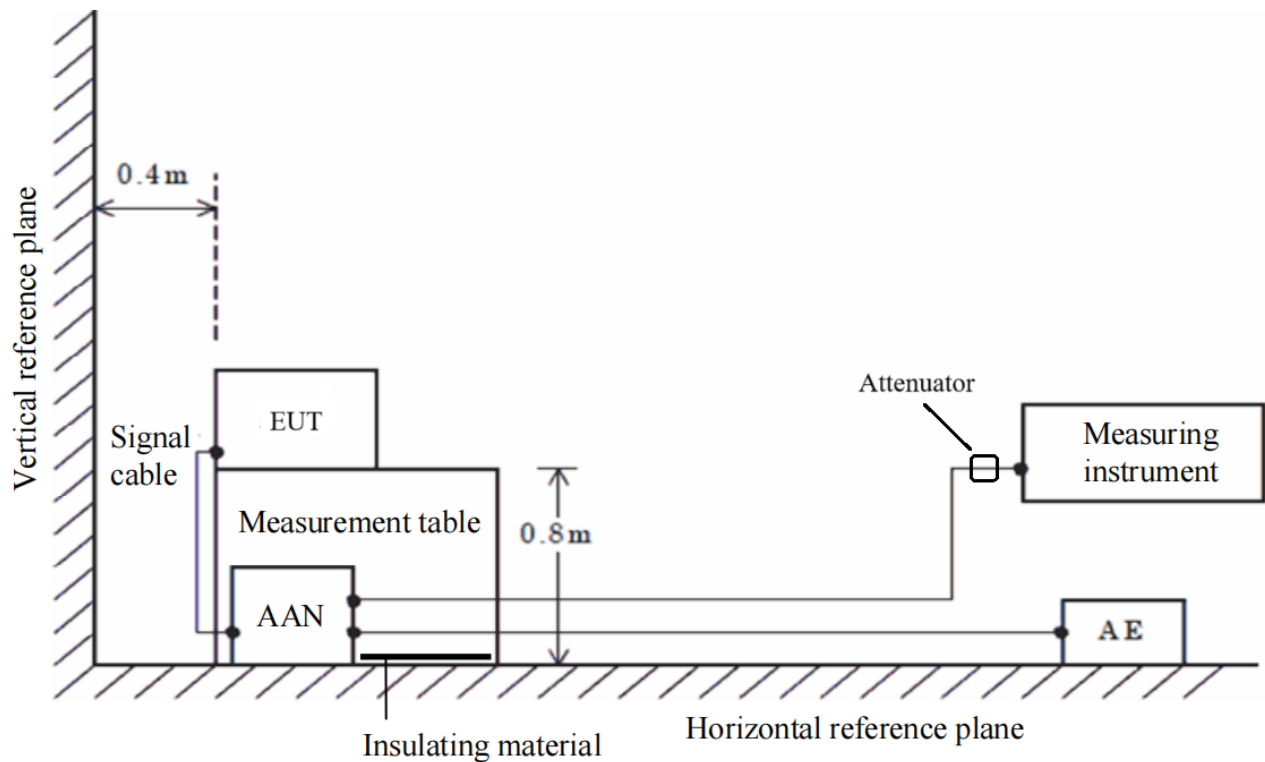 Vertical reference plane
0.4 m
Signal
cable
EUT
Attenuator
Measuring
instrument
Measurement table
0.8 m
AAN
A E
Insulating material
Horizontal reference plane